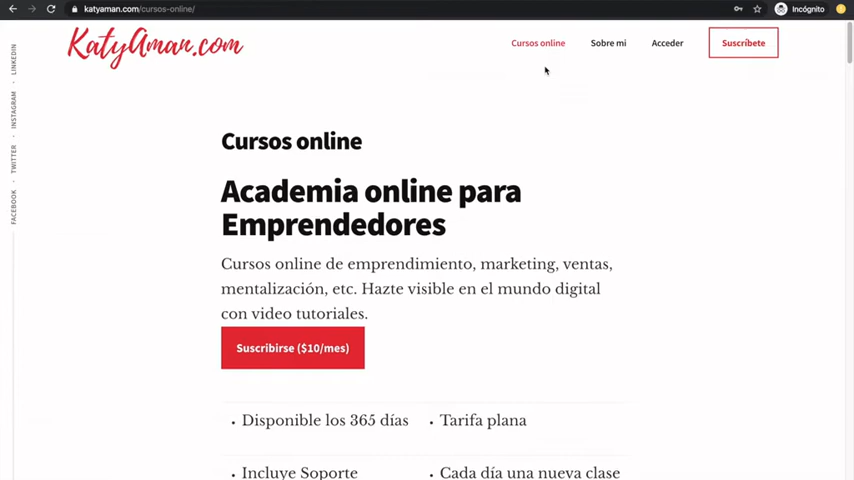 katyaman.com/cursos-online/
Incógnito
KatyAman.com
Cursos online
Sobre mi
Acceder
Suscríbete
LINKEDIN
INSTAGRAM
TWITTER
FACEBOOK
Cursos online
Academia online para
Emprendedores
Cursos online de emprendimiento, marketing, ventas,
mentalización, etc. Hazte visible en el mundo digital
con video tutoriales.
Suscribirse ($10/mes)
Disponible los 365 días
Tarifa plana
Incluye Soporte
Cada día una nueva clase